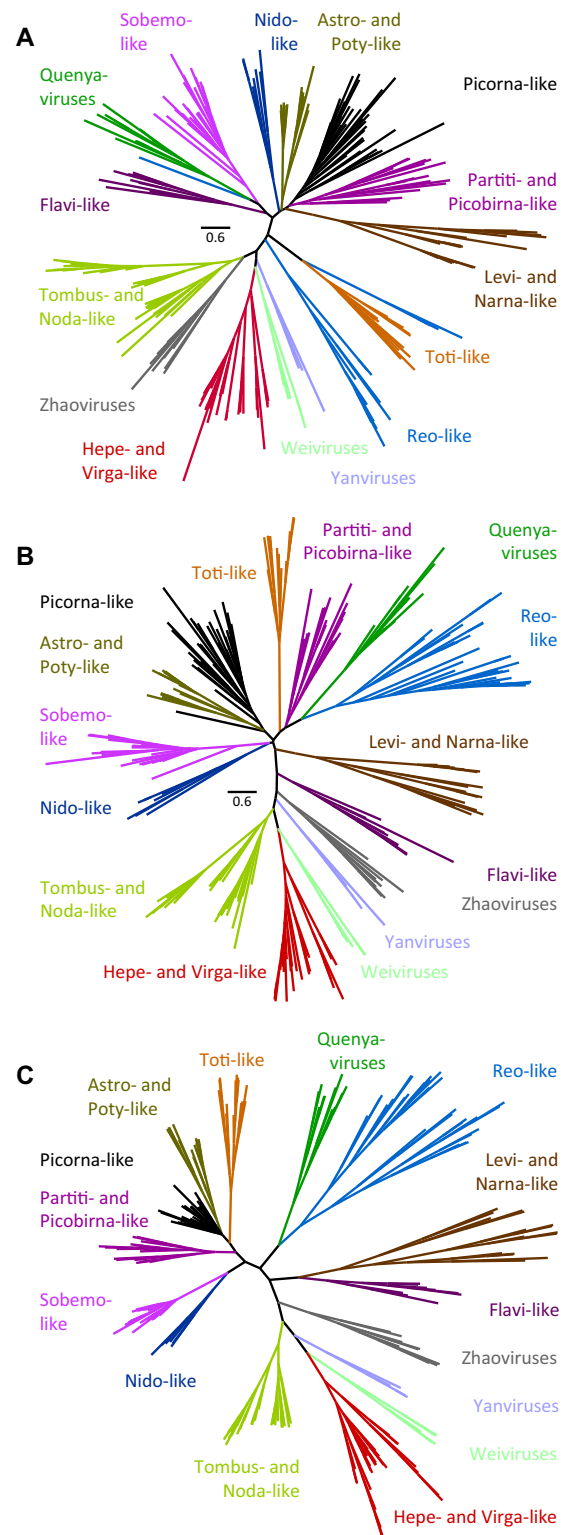 A
Sobemo-
like
Nido-
like
Astro- and
Poty-like
Quenya-
viruses
Picorna-like
Flavi-like
Partiti- and
Picobirna-like
0.6
Levi- and
Narna-like
Tombus- and
Noda-like
Toti-like
Zhaoviruses
Reo-like
Hepe- and
Virga-like
Weiviruses
Yanviruses
B
Partiti- and
Picobirna-like
Quenya-
viruses
Toti-like
Picorna-like
Reo-
like
Astro- and
Poty-like
Sobemo-
like
Levi- and Narna-like
0.6
Nido-like
Flavi-like
Tombus- and
Noda-like
Zhaoviruses
Yanviruses
Hepe- and Virga-like
Weiviruses
C
Toti-like
Quenya-
viruses
Reo-like
Astro- and
Poty-like
Picorna-like
Levi- and
Narna-like
Partiti- and
Picobirna-like
Sobemo-
like
Flavi-like
Zhaoviruses
Nido-like
Yanviruses
Weiviruses
Tombus- and
Noda-like
Hepe- and Virga-like